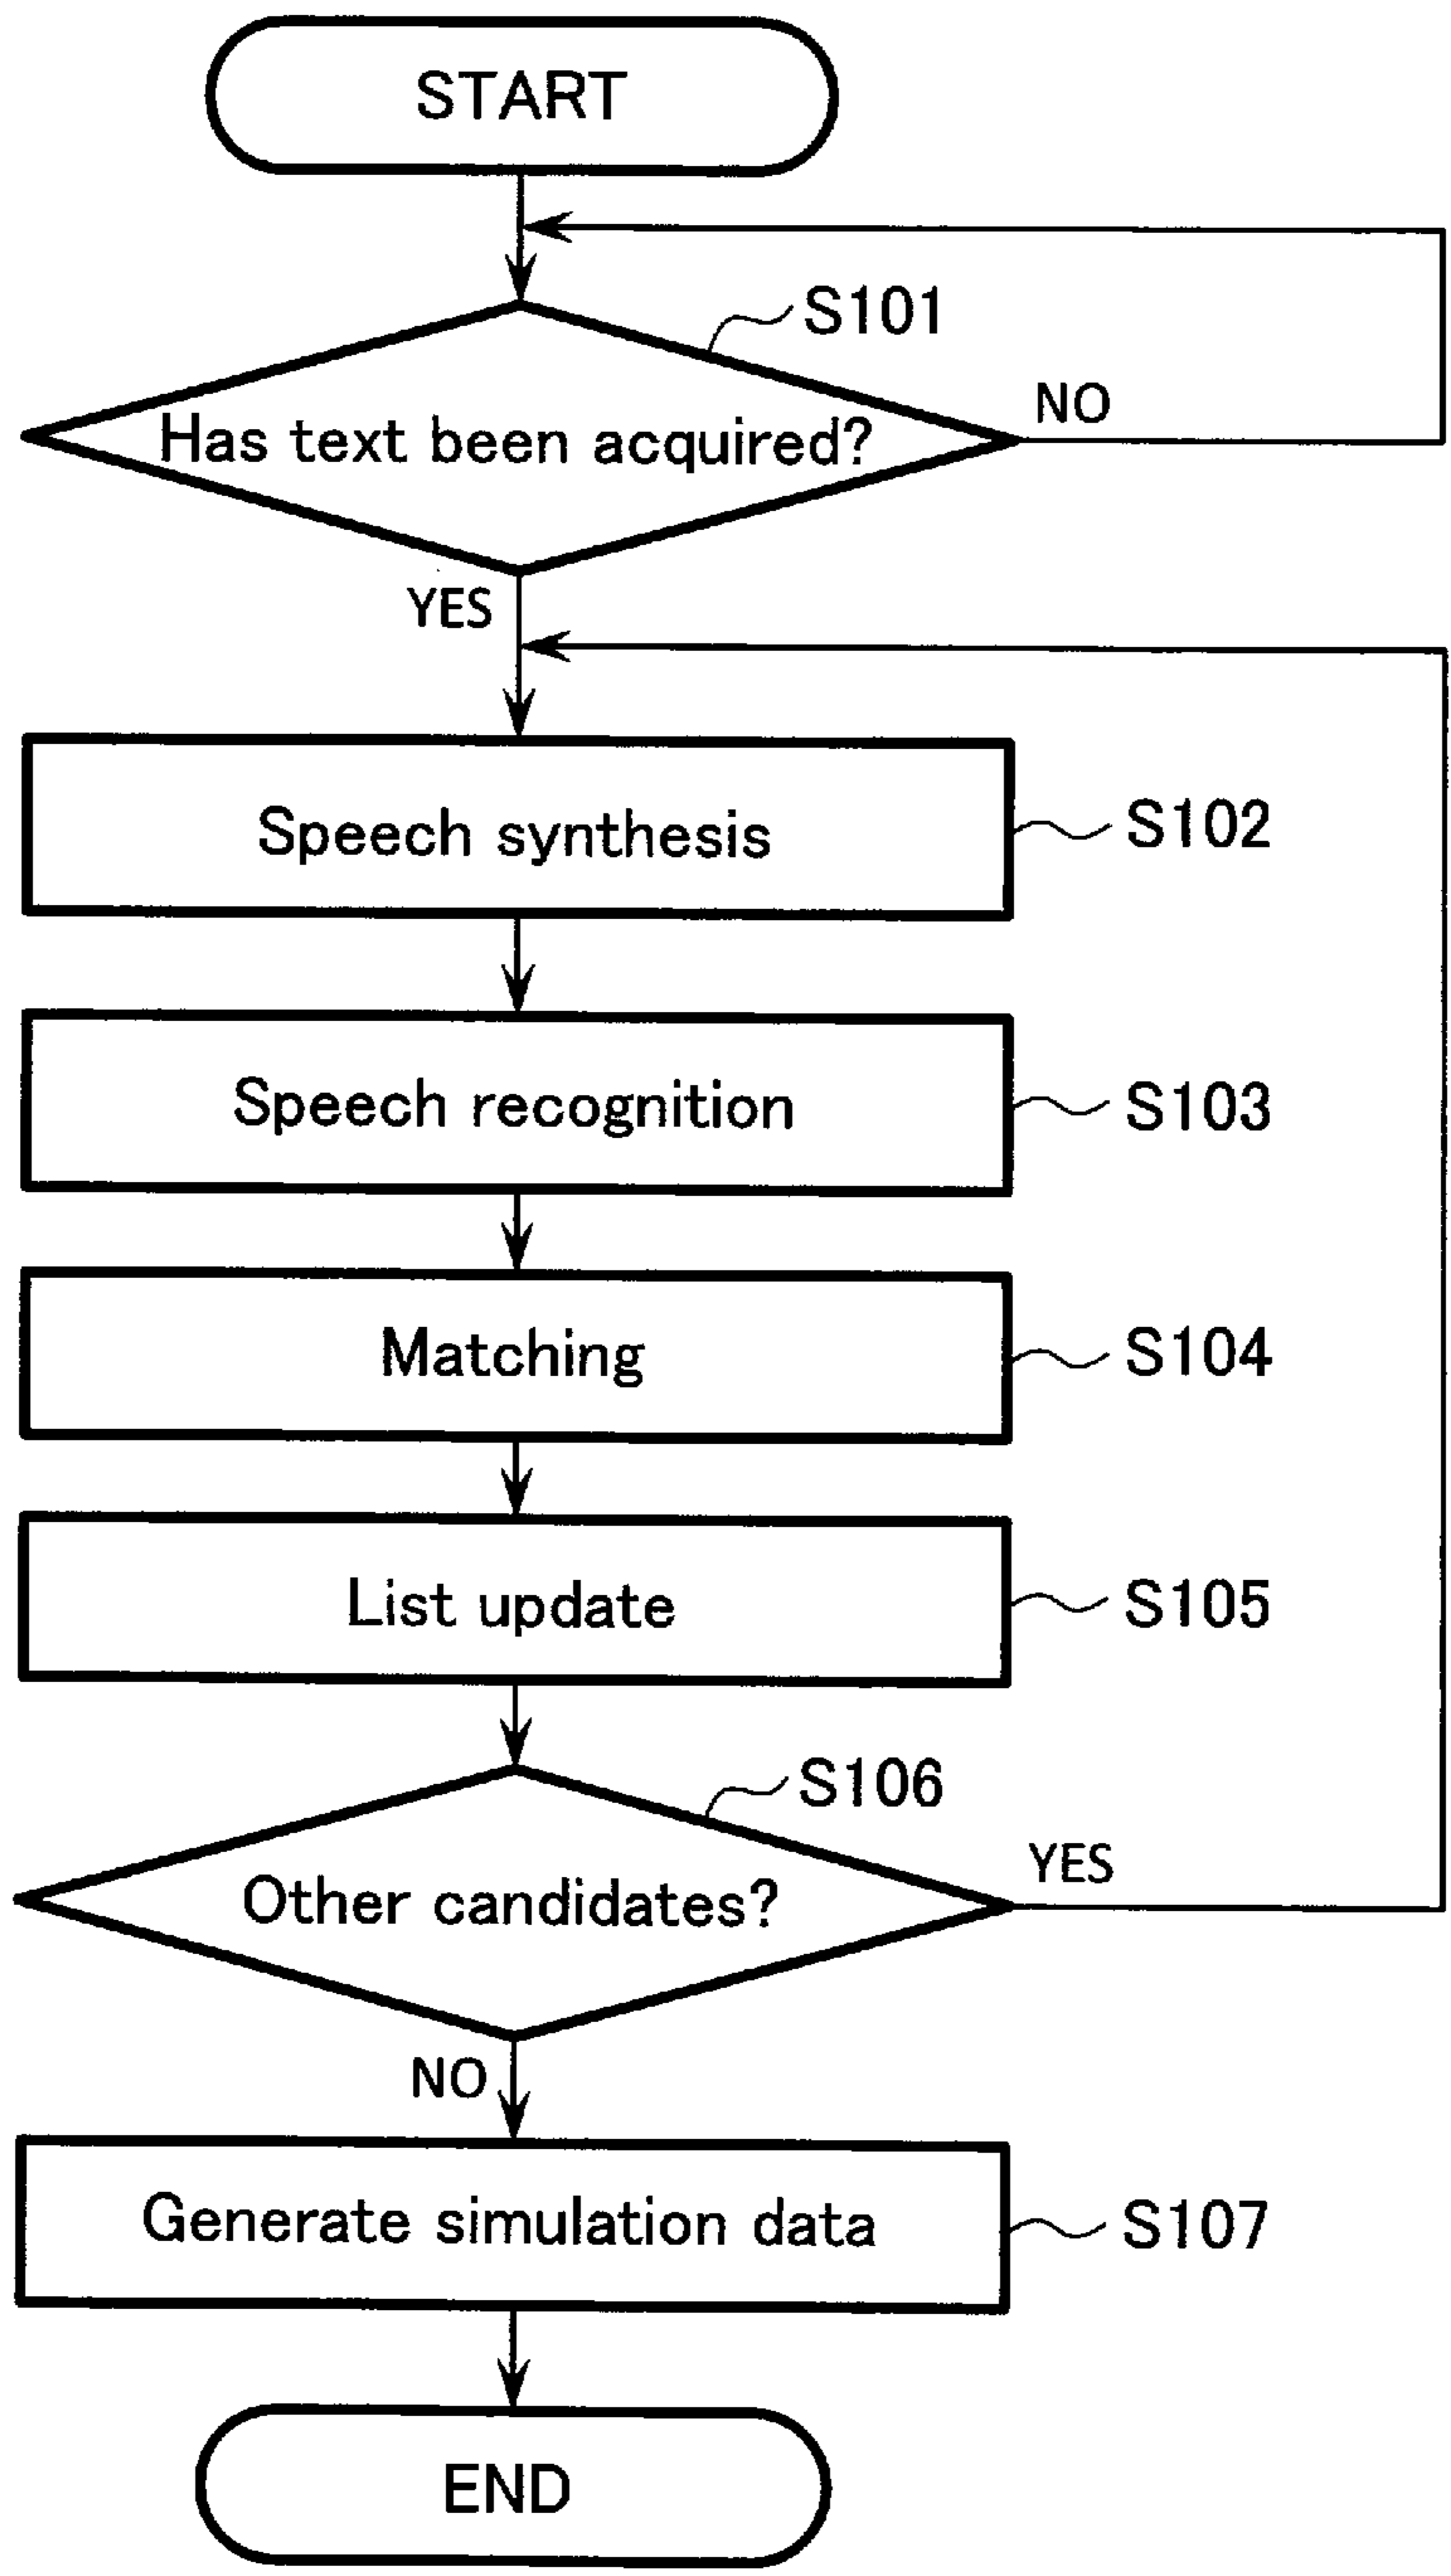 START
S101
Has text been acquired?
NO
YES
Speech synthesis
S102
Speech recognition
S103
Matching
S104
List update
S105
S106
Other candidates?
YES
NO
Generate simulation data
S107
END